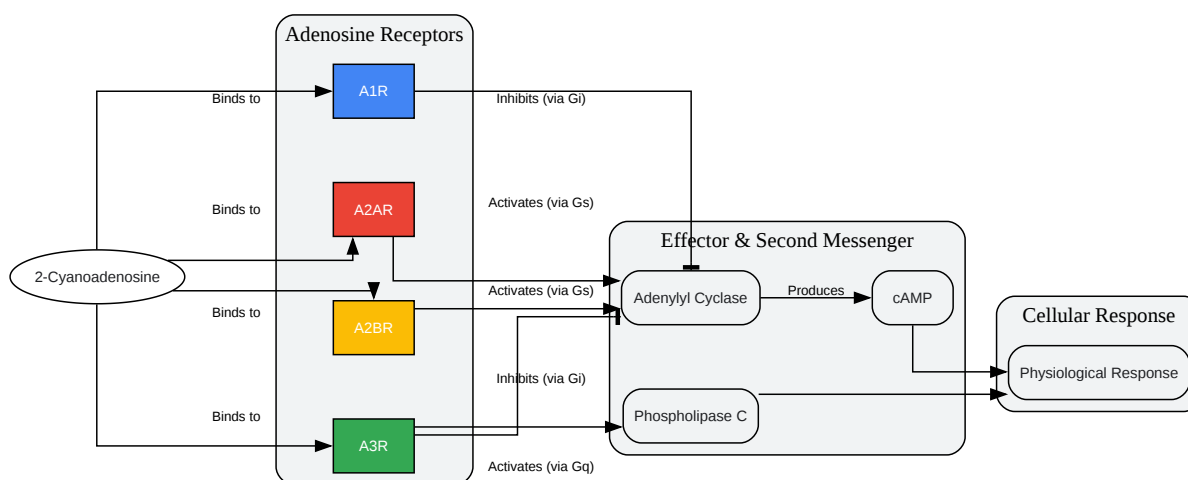 Adenosine Receptors
A1R
Binds to
Inhibits (via Gi)
A2AR
Binds to
Activates (via Gs)
Effector & Second Messenger
2-Cyanoadenosine
Adenylyl Cyclase
Produces
cAMP
Activates (via Gs)
Binds to
A2BR
Cellular Response
Physiological Response
Inhibits (via Gi)
Binds to
Phospholipase C
A3R
Activates (via Gq)